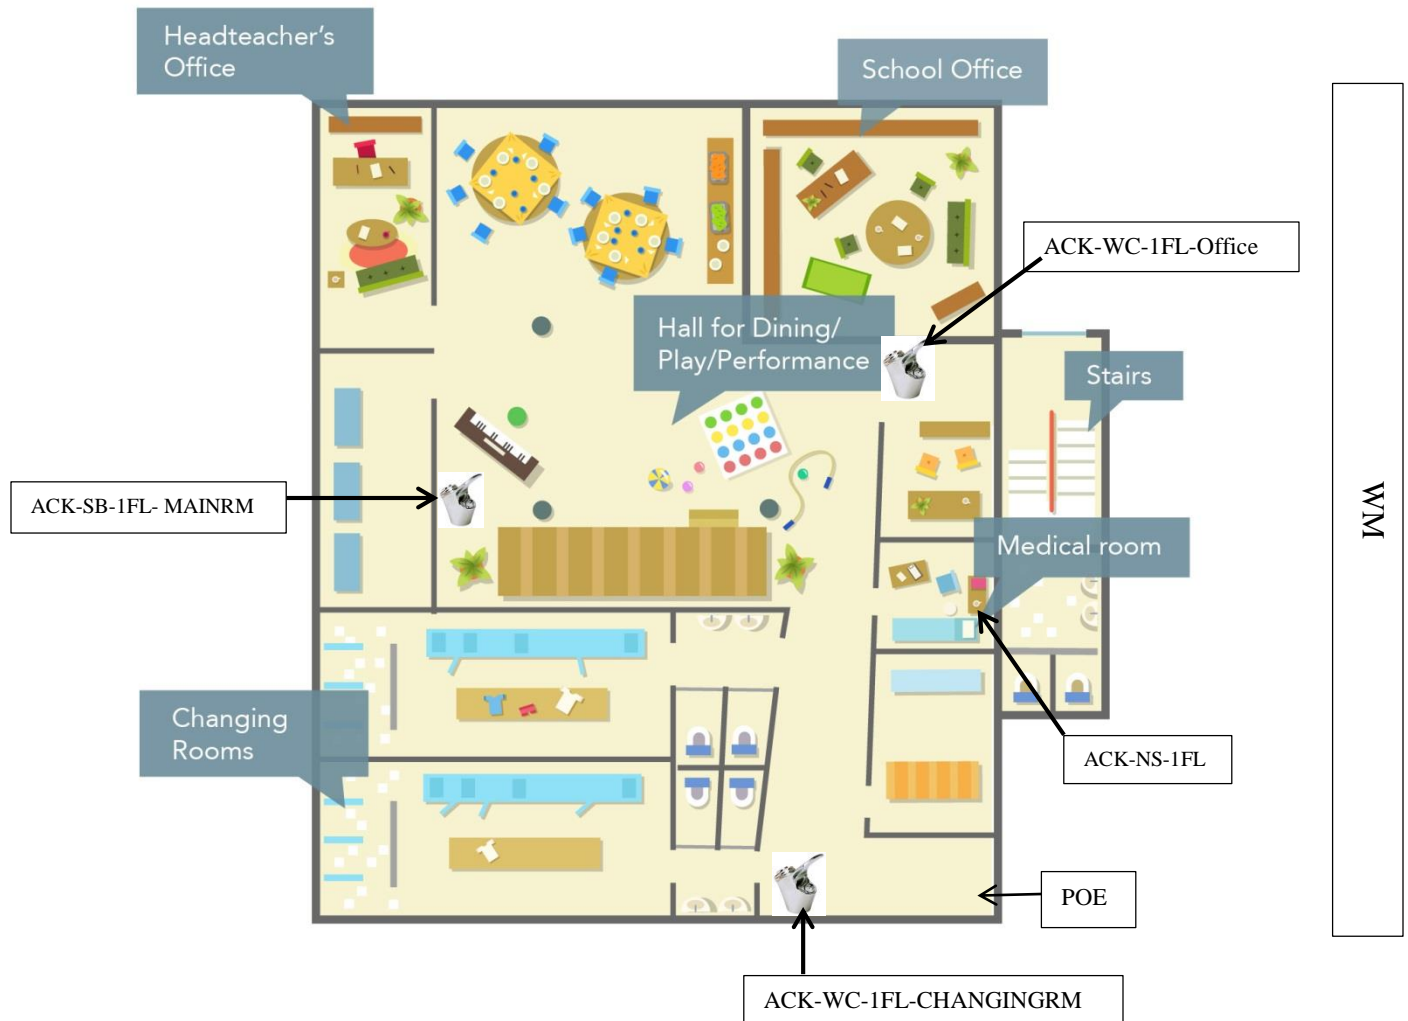 Headteacher's
Office
School Office
ACK-WC-1FL-Office
Hall for Dining/
Play/Performance
Stairs
ACK-SB-1FL- MAINRM
WM
Medical room
Changing
Rooms
ACK-NS-1FL
POE
ACK-WC-1FL-CHANGINGRM